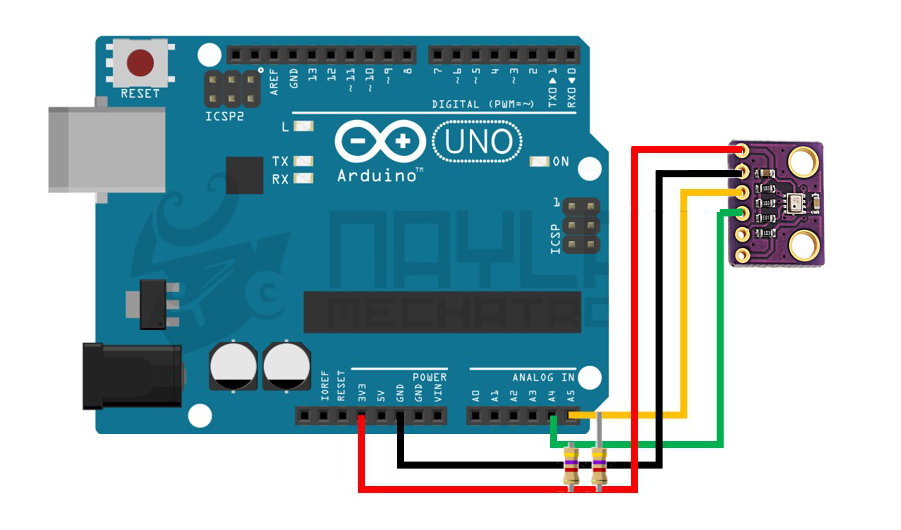 RESET
ICSP2
AREF
GND
13
12
~11
~10
~9
8
7
~6
~5
4
~3
2
TX0▶1
RX0◀0
DIGITAL (PWM=~)
L
TX
RX
UNO
Arduino™
ON
1
ICSP
NAYLA
MECHATRO
POWER
ANALOG IN
IOREF
RESET
3V3
5V
GND
GND
VIN
A0
A1
A2
A3
A4
A5